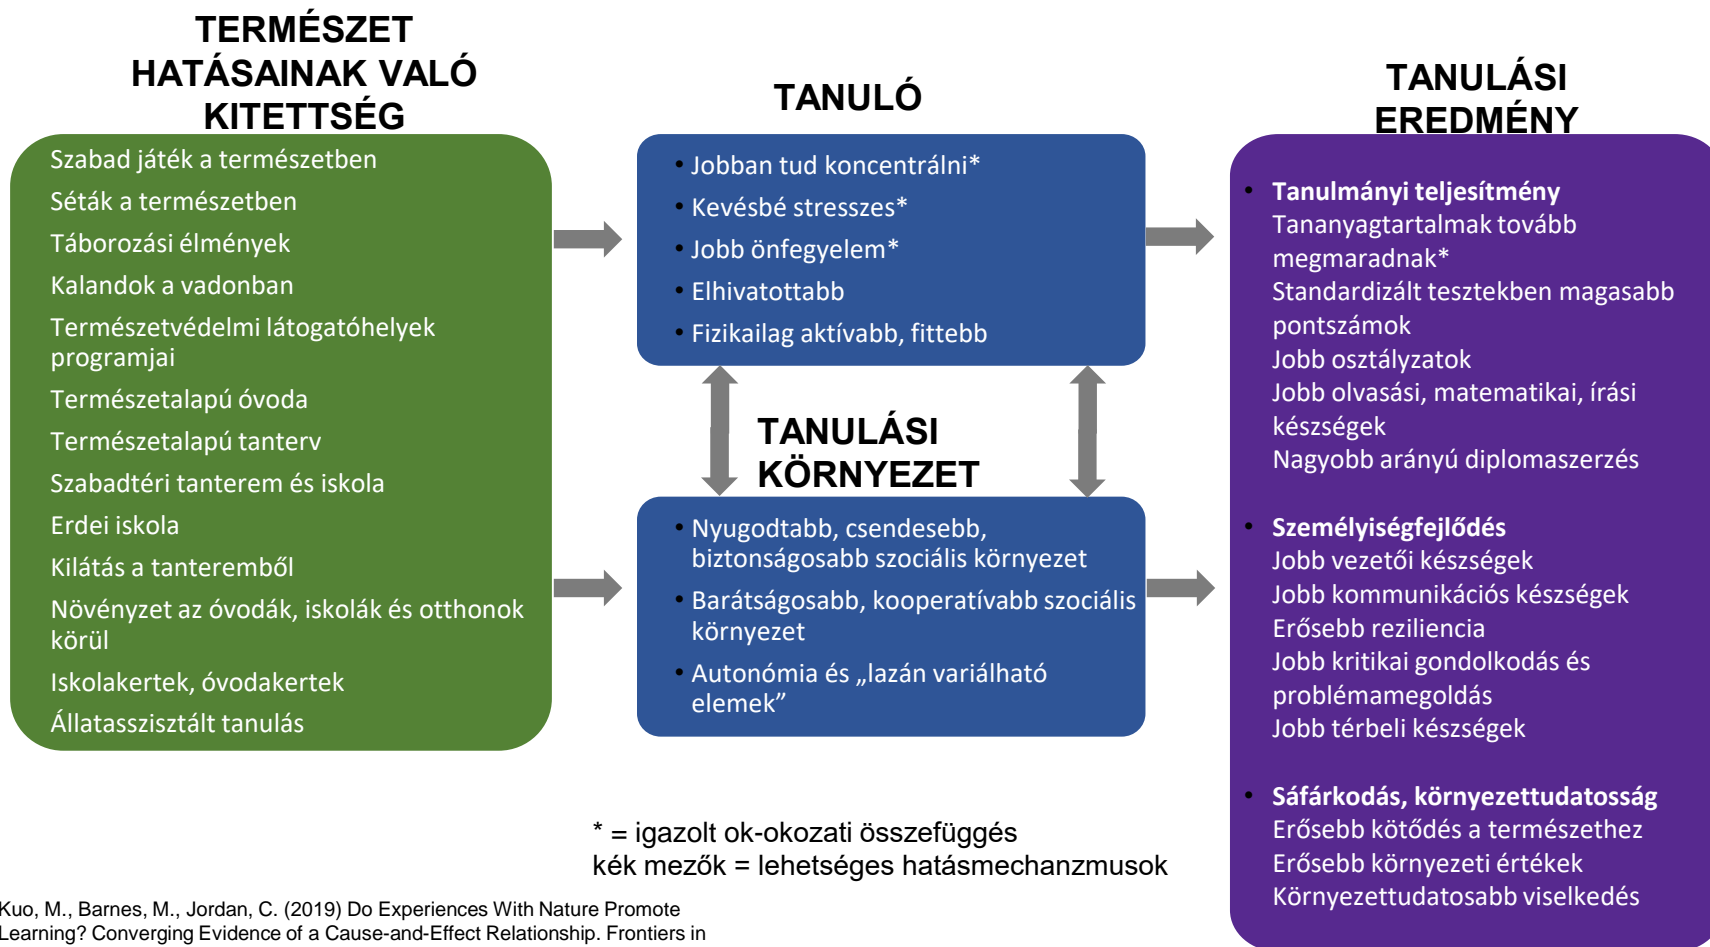 TERMÉSZET
HATÁSAINAK VALÓ
KITETTSÉG
Szabad játék a természetben
Séták a természetben
Táborozási élmények
Kalandok a vadonban
Természetvédelmi látogatóhelyek
programjai
Természetalapú óvoda
Természetalapú tanterv
Szabadtéri tanterem és iskola
Erdei iskola
Kilátás a tanteremből
Növényzet az óvodák, iskolák és otthonok
körül
Iskolakertek, óvodakertek
Állatasszisztált tanulás
TANULÓ
• Jobban tud koncentrálni*
• Kevésbé stresszes*
• Jobb önfegyelem*
• Elhivatottabb
• Fizikailag aktívabb, fittebb
TANULÁSI
KÖRNYEZET
• Nyugodtabb, csendesebb,
biztonságosabb szociális környezet
• Barátságosabb, kooperatívabb szociális
környezet
• Autonómia és „lazán variálható
elemek”
TANULÁSI
EREDMÉNY
• Tanulmányi teljesítmény
Tananyagtartalmak tovább
megmaradnak*
Standardizált tesztekben magasabb
pontszámok
Jobb osztályzatok
Jobb olvasási, matematikai, írási
készségek
Nagyobb arányú diplomaszerzés
• Személyiségfejlődés
Jobb vezetői készségek
Jobb kommunikációs készségek
Erősebb reziliencia
Jobb kritikai gondolkodás és
problémamegoldás
Jobb térbeli készségek
• Sáfárkodás, környezettudatosság
Erősebb kötődés a természethez
Erősebb környezeti értékek
Környezettudatosabb viselkedés
* = igazolt ok-okozati összefüggés
kék mezők = lehetséges hatásmechanzmusok
Kuo, M., Barnes, M., Jordan, C. (2019) Do Experiences With Nature Promote
Learning? Converging Evidence of a Cause-and-Effect Relationship. Frontiers in